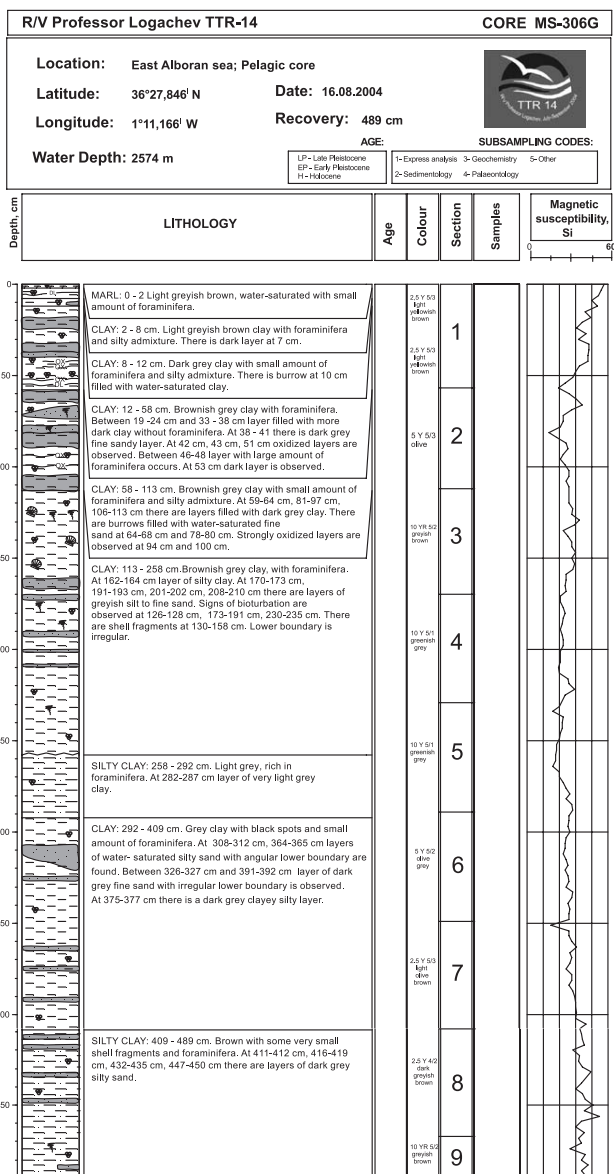 R/V Professor Logachev TTR-14
CORE MS-306G
Location: East Alboran sea; Pelagic core
Latitude: 36°27,846ˡ N
Date: 16.08.2004
Longitude: 1°11,166ˡ W
Recovery: 489 cm
Water Depth: 2574 m
TTR 14
AGE:
LP - Late Pleistocene
EP - Early Pleistocene
H - Holocene
SUBSAMPLING CODES:
1- Express analysis 3- Geochemistry 5- Other
2- Sedimentology 4- Palaeontology
Depth, cm
LITHOLOGY
Age
Colour
Section
Samples
Magnetic
susceptibility,
Si
0 60
0
MARL: 0 - 2 Light greyish brown, water-saturated with small
amount of foraminifera.
CLAY: 2 - 8 cm. Light greyish brown clay with foraminifera
and silty admixture. There is dark layer at 7 cm.
CLAY: 8 - 12 cm. Dark grey clay with small amount of
foraminifera and silty admixture. There is burrow at 10 cm
filled with water-saturated clay.
CLAY: 12 - 58 cm. Brownish grey clay with foraminifera.
Between 19 -24 cm and 33 - 38 cm layer filled with more
dark clay without foraminifera. At 38 - 41 there is dark grey
fine sandy layer. At 42 cm, 43 cm, 51 cm oxidized layers are
observed. Between 46-48 layer with large amount of
foraminifera occurs. At 53 cm dark layer is observed.
CLAY: 58 - 113 cm. Brownish grey clay with small amount of
foraminifera and silty admixture. At 59-64 cm, 81-97 cm,
106-113 cm there are layers filled with dark grey clay. There
are burrows filled with water-saturated fine
sand at 64-68 cm and 78-80 cm. Strongly oxidized layers are
observed at 94 cm and 100 cm.
CLAY: 113 - 258 cm.Brownish grey clay, with foraminifera.
At 162-164 cm layer of silty clay. At 170-173 cm,
191-193 cm, 201-202 cm, 208-210 cm there are layers of
greyish silt to fine sand. Signs of bioturbation are
observed at 126-128 cm, 173-191 cm, 230-235 cm. There
are shell fragments at 130-158 cm. Lower boundary is
irregular.
SILTY CLAY: 258 - 292 cm. Light grey, rich in
foraminifera. At 282-287 cm layer of very light grey
clay.
CLAY: 292 - 409 cm. Grey clay with black spots and small
amount of foraminifera. At 308-312 cm, 364-365 cm layers
of water- saturated silty sand with angular lower boundary are
found. Between 326-327 cm and 391-392 cm layer of dark
grey fine sand with irregular lower boundary is observed.
At 375-377 cm there is a dark grey clayey silty layer.
SILTY CLAY: 409 - 489 cm. Brown with some very small
shell fragments and foraminifera. At 411-412 cm, 416-419
cm, 432-435 cm, 447-450 cm there are layers of dark grey
silty sand.
2,5 Y 5/3
light
yellowish
brown
1
2,5 Y 5/3
light
yellowish
brown
5 Y 5/3
olive
2
10 YR 5/2
greyish
brown
3
10 Y 5/1
greenish
grey
4
10 Y 5/1
greenish
grey
5
5 Y 5/2
olive
grey
6
2,5 Y 5/3
light
olive
brown
7
2,5 Y 4/2
dark
greyish
brown
8
10 YR 5/2
greyish
brown
9